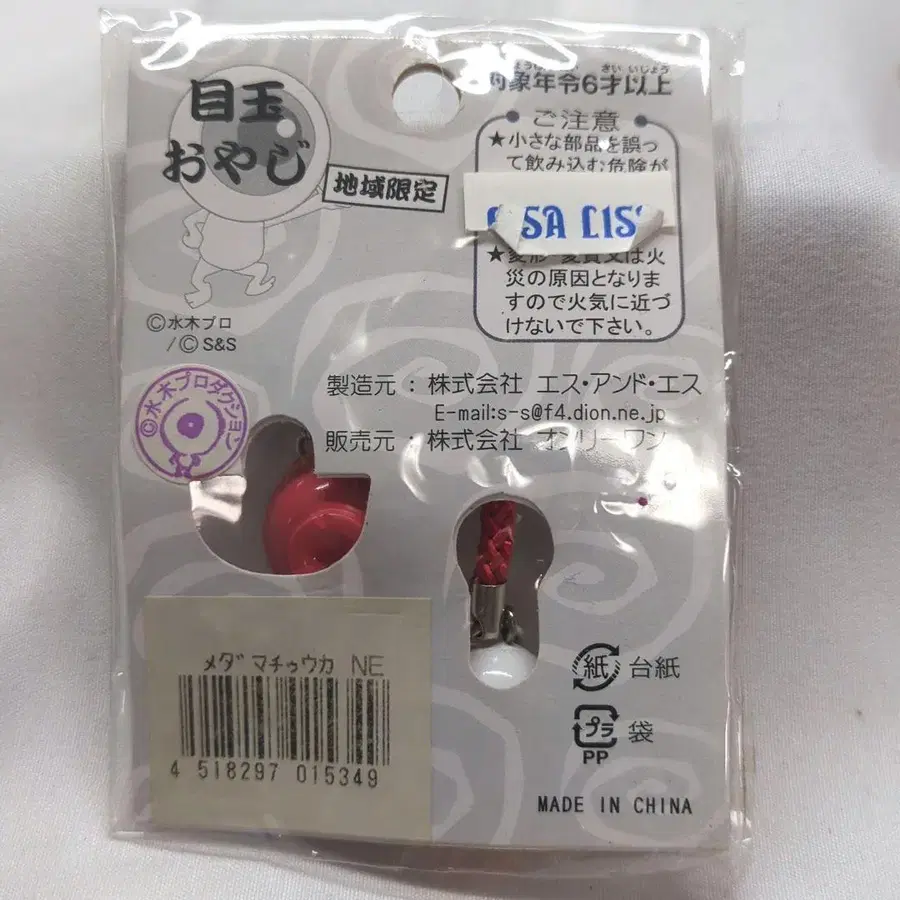 目玉
おやじ
地域限定
対象年令6才以上
ご注意
★小さな部品を誤っ
て飲み込む危険が
SA LIS
★変形・変質又は火
災の原因となりま
すので火気に近づ
けないで下さい。
©水木プロ
/© S&S
©水木プロダクション
製造元:株式会社 エス・アンド・エス
E-mail:s-s@f4.dion.ne.jp
販売元:株式会社 オンリーワン
ﾒﾀﾞﾏﾁｩｳｶ NE
4 518297 015349
紙 台紙
プラ 袋
PP
MADE IN CHINA